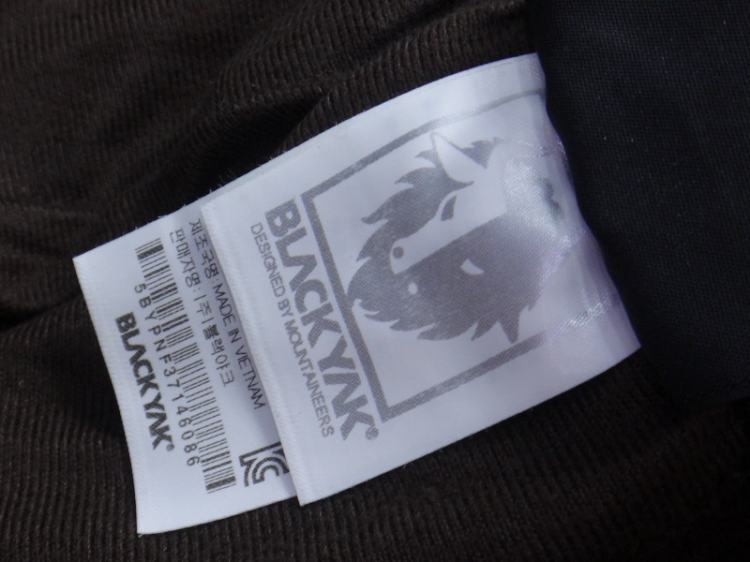 BLACKYAK®
DESIGNED BY MOUNTAINEERS
제조국명: MADE IN VIETNAM
판매자명: (주)블랙야크
5BYPNF37146086
BLACKYAK®